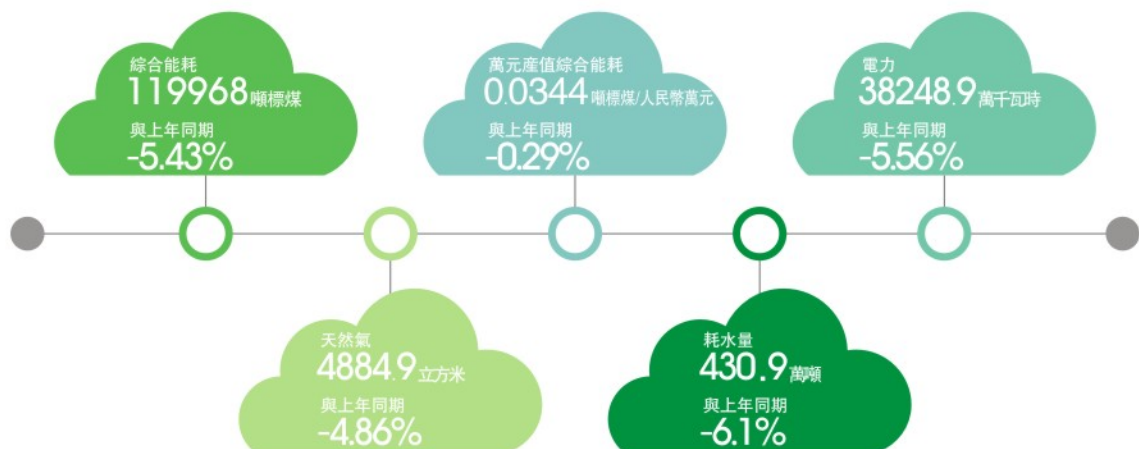 綜合能耗
119968噸標煤
與上年同期
-5.43%
天然氣
4884.9立方米
與上年同期
-4.86%
萬元產值綜合能耗
0.0344噸標煤/人民幣萬元
與上年同期
-0.29%
耗水量
430.9萬噸
與上年同期
-6.1%
電力
38248.9萬千瓦時
與上年同期
-5.56%